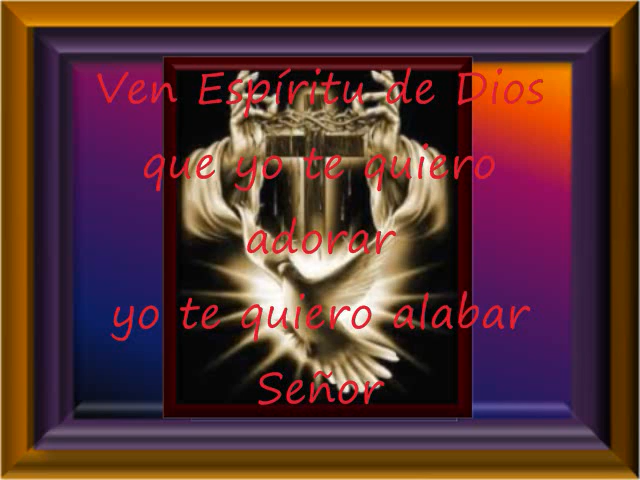 Ven Espíritu de Dios
que yo te quiero
adorar
yo te quiero alabar
Señor